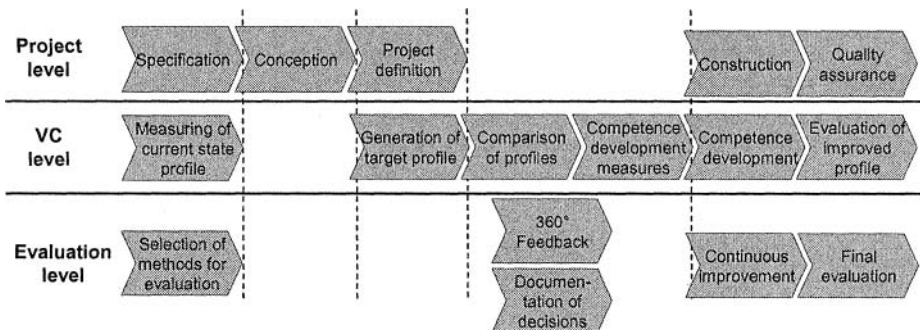 Project
level
Specification
Conception
Project
definition
Construction
Quality
assurance
VC
level
Measuring of
current state
profile
Generation of
target profile
Comparison
of profiles
Competence
development
measures
Competence
development
Evaluation of
improved
profile
Evaluation
level
Selection of
methods for
evaluation
360°
Feedback
Documen-
tation of
decisions
Continuous
improvement
Final
evaluation